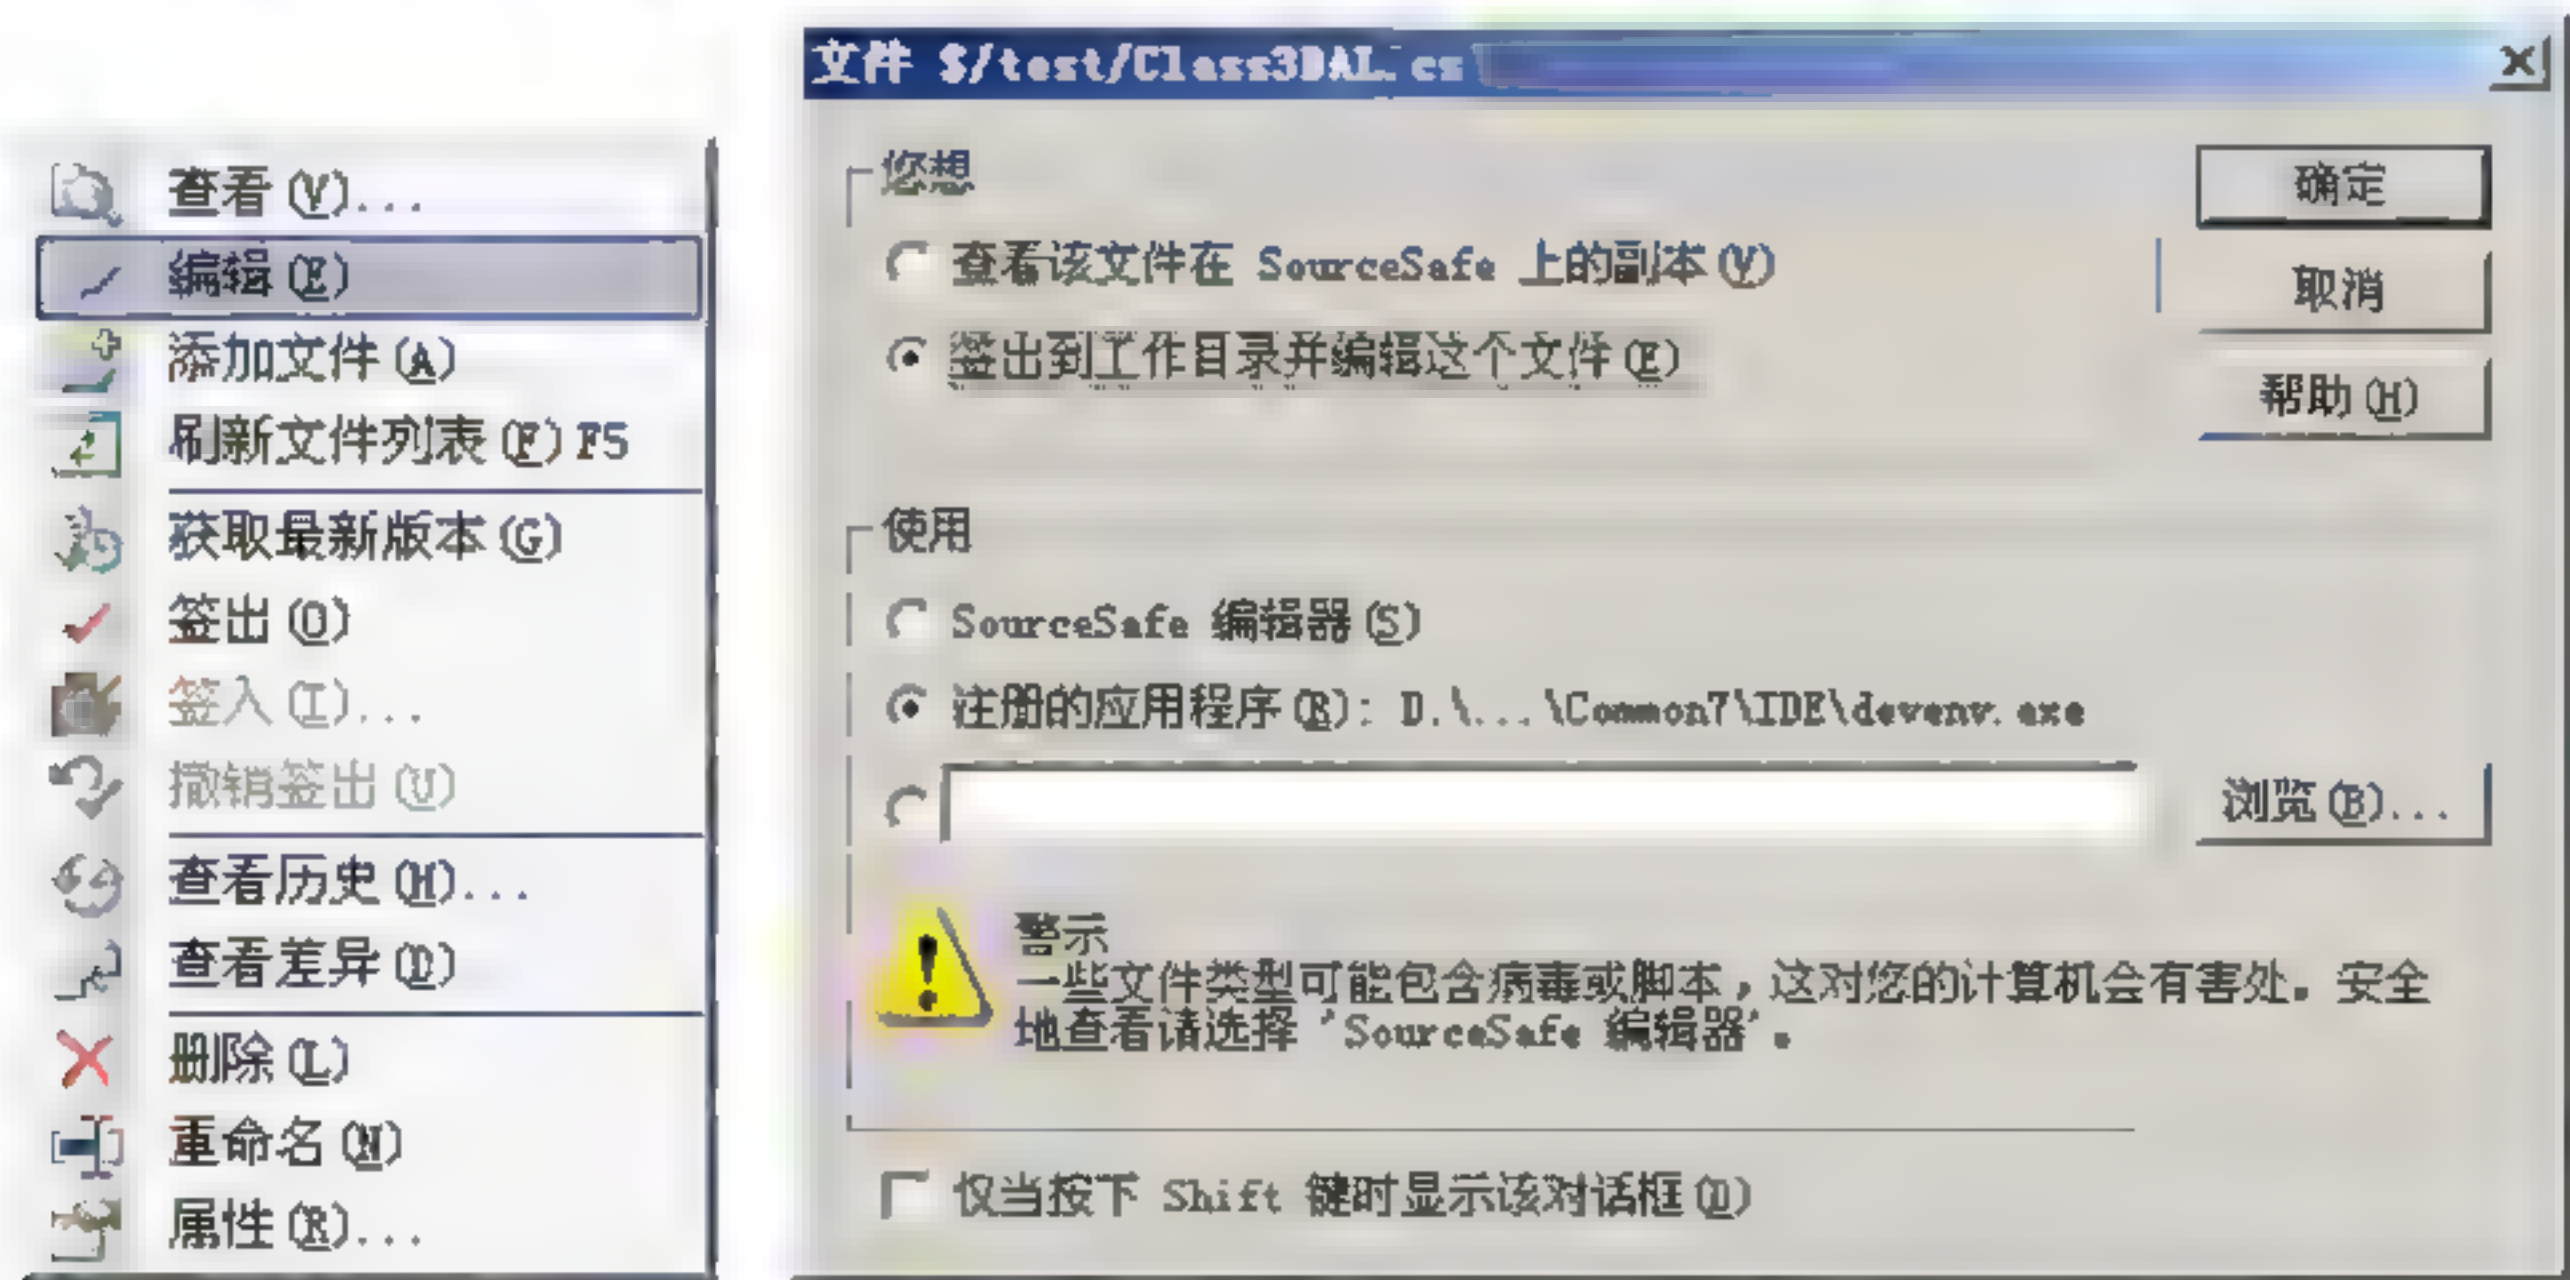 查看(V)...
编辑(E)
添加文件(A)
刷新文件列表(F) F5
获取最新版本(G)
签出(O)
签入(I)...
撤销签出(U)
查看历史(H)...
查看差异(D)
删除(L)
重命名(N)
属性(R)...
文件 $/test/Class3DAL.cs
您想
查看该文件在 SourceSafe 上的副本(V)
签出到工作目录并编辑这个文件(E)
确定
取消
帮助(H)
使用
SourceSafe 编辑器(S)
注册的应用程序(R): D:\...\Common7\IDE\devenv.exe
浏览(B)...
警示
一些文件类型可能包含病毒或脚本，这对您的计算机会有害处。安全
地查看请选择 'SourceSafe 编辑器'。
仅当按下 Shift 键时显示该对话框(D)